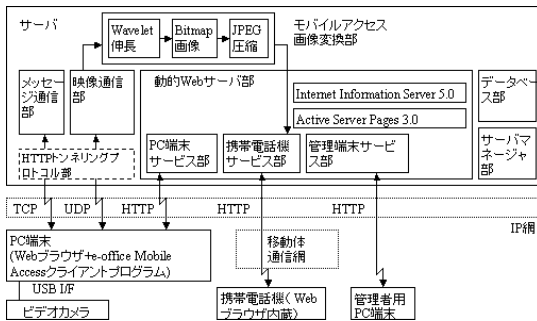 サーバ
Wavelet
伸長
Bitmap
画像
JPEG
圧縮
モバイルアクセス
画像変換部
メッセー
ジ通信
部
映像通信
部
動的Webサーバ部
Internet Information Server 5.0
Active Server Pages 3.0
データベー
ス部
PC端末
サービス部
携帯電話機
サービス部
管理端末サービ
ス部
サーバマ
ネージャ
部
HTTPトンネリングプ
ロトコル部
TCP
UDP
HTTP
HTTP
HTTP
IP網
PC端末
(Webブラウザ+e-office Mobile
Accessクライアントプログラム)
移動体
通信網
USB I/F
ビデオカメラ
携帯電話機(Web
ブラウザ内蔵)
管理者用
PC端末